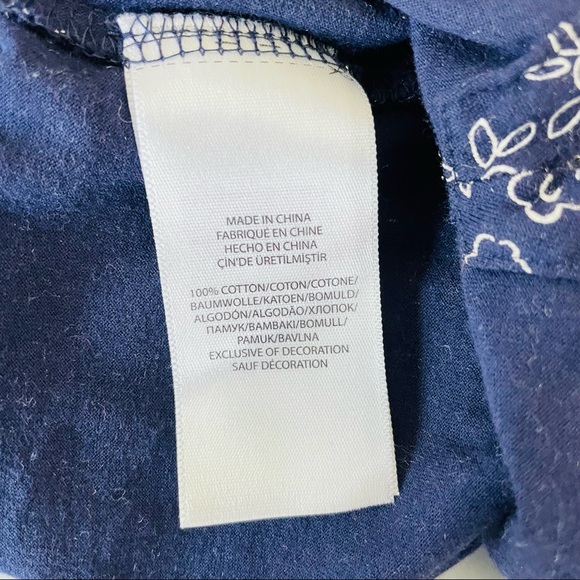 MADE IN CHINA
FABRIQUÉ EN CHINE
HECHO EN CHINA
ÇİN'DE ÜRETİLMİŞTİR
100% COTTON/COTON/COTONE/
BAUMWOLLE/KATOEN/BOMULD/
ALGODÓN/ALGODÃO/ХЛОПОК/
ПАМУК/BAMBAKI/BOMULL/
PAMUK/BAVLNA
EXCLUSIVE OF DECORATION
SAUF DÉCORATION